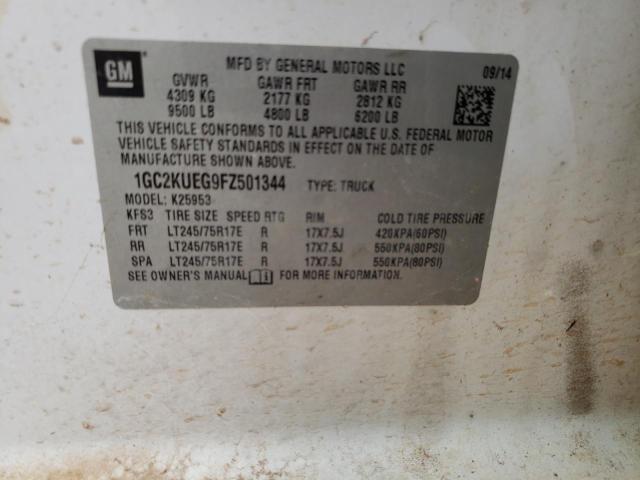 GM
MFD BY GENERAL MOTORS LLC
09/14
GVWR GAWR FRT GAWR RR
4309 KG 2177 KG 2812 KG
9500 LB 4800 LB 6200 LB
THIS VEHICLE CONFORMS TO ALL APPLICABLE U.S. FEDERAL MOTOR
VEHICLE SAFETY STANDARDS IN EFFECT ON THE DATE OF
MANUFACTURE SHOWN ABOVE.
1GC2KUEG9FZ501344 TYPE: TRUCK
MODEL: K25953
KFS3 TIRE SIZE SPEED RTG RIM COLD TIRE PRESSURE
FRT LT245/75R17E R 17X7.5J 420KPA(60PSI)
RR LT245/75R17E R 17X7.5J 550KPA(80PSI)
SPA LT245/75R17E R 17X7.5J 550KPA(80PSI)
SEE OWNER'S MANUAL FOR MORE INFORMATION.